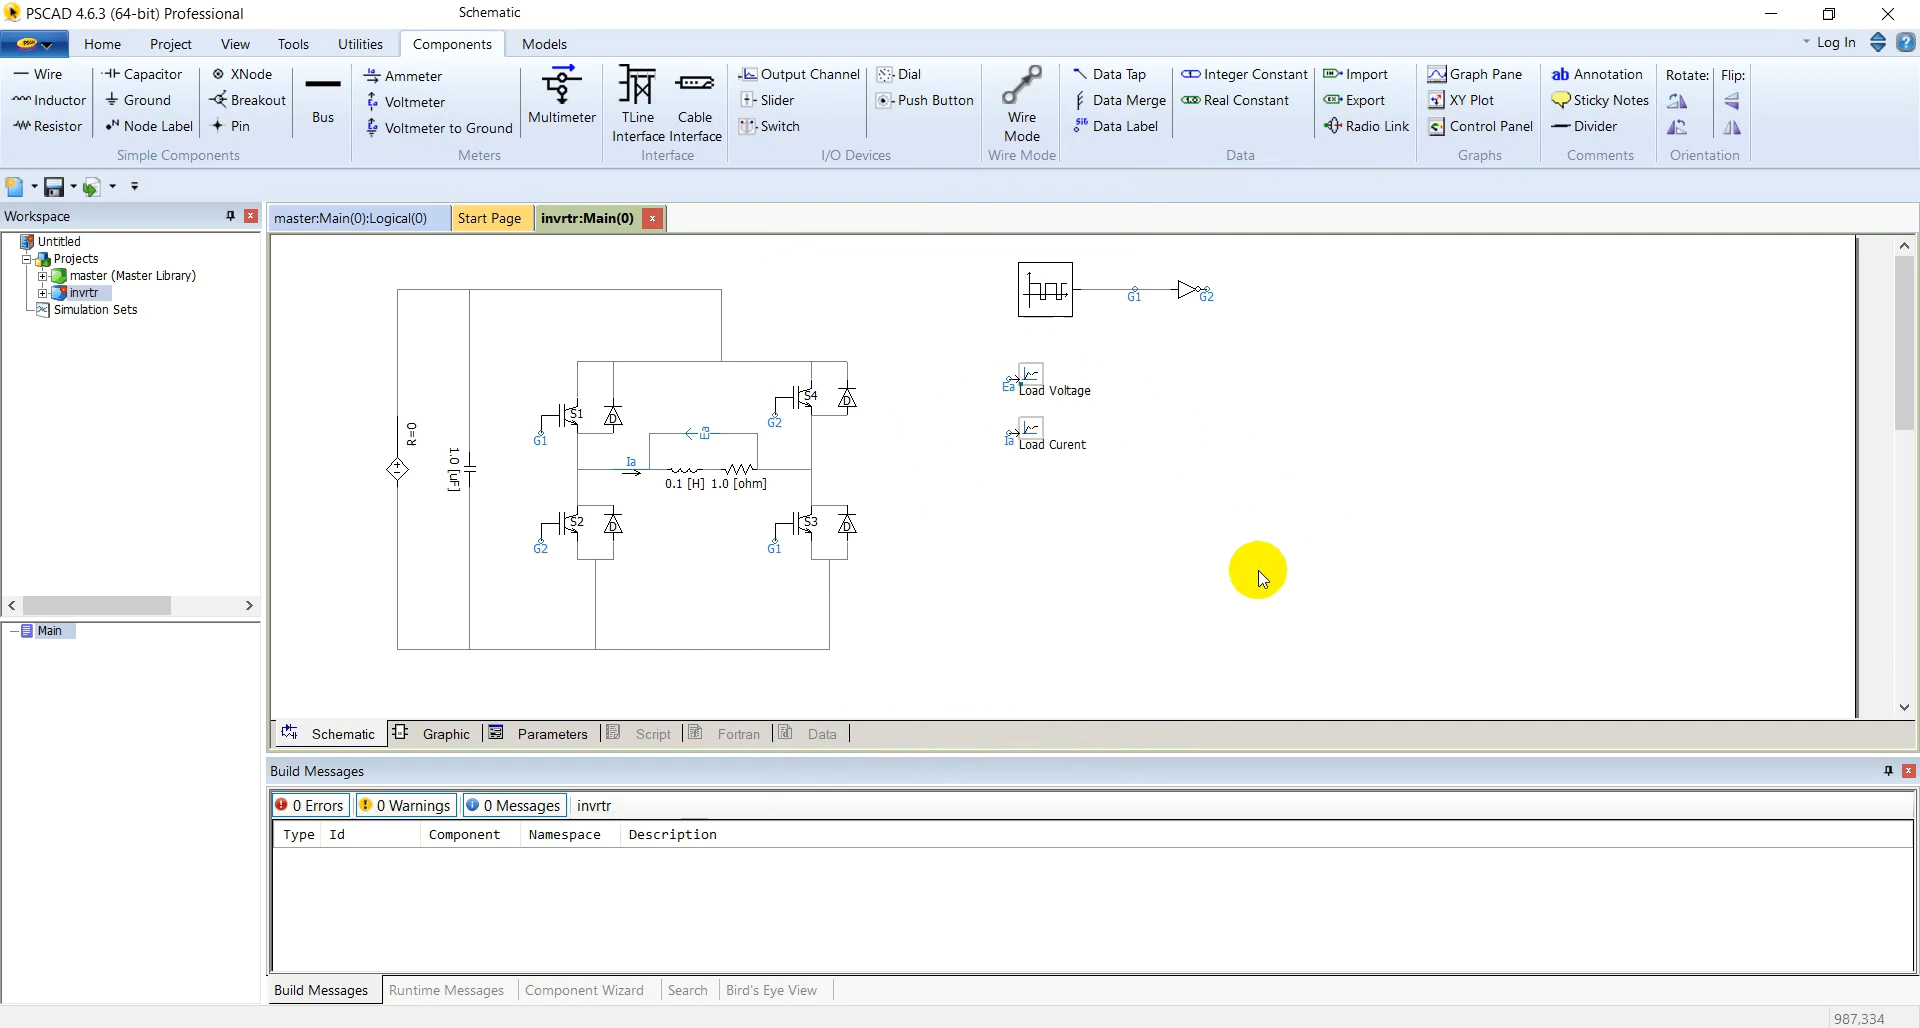 PSCAD 4.6.3 (64-bit) Professional
Schematic
Home Project View Tools Utilities Components Models Log In
Wire Capacitor XNode Ammeter Output Channel Dial Data Tap Integer Constant Import Graph Pane Annotation Rotate: Flip:
Inductor Ground Breakout Voltmeter Slider Push Button Data Merge Real Constant Export XY Plot Sticky Notes
Resistor Node Label Pin Bus Voltmeter to Ground Multimeter TLine Interface Cable Interface Switch Wire Mode Data Label Radio Link Control Panel Divider
Simple Components Meters Interface I/O Devices Wire Mode Data Graphs Comments Orientation
Workspace
master:Main(0):Logical(0) Start Page invrtr:Main(0)
Untitled
Projects
master (Master Library)
invrtr
Simulation Sets
Main
G1 G2
Ea Load Voltage
Ia Load Curent
S1 D S4 D
G1 G2
R=0
1.0 [uF]
Ea
Ia
0.1 [H] 1.0 [ohm]
S2 D S3 D
G2 G1
Schematic Graphic Parameters Script Fortran Data
Build Messages
0 Errors 0 Warnings 0 Messages invrtr
Type Id Component Namespace Description
Build Messages Runtime Messages Component Wizard Search Bird's Eye View
987,334